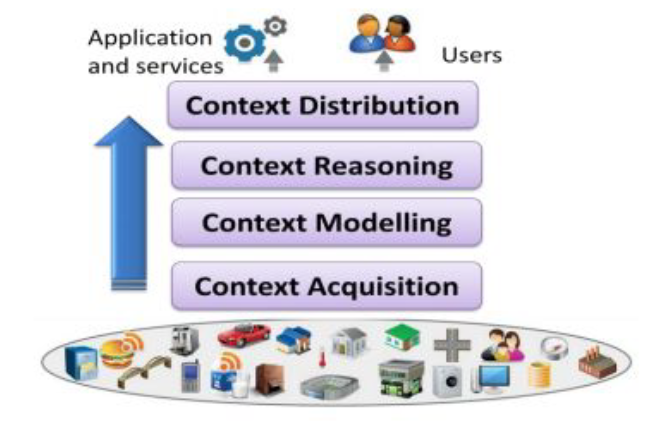 Application
and services
Users
Context Distribution
Context Reasoning
Context Modelling
Context Acquisition